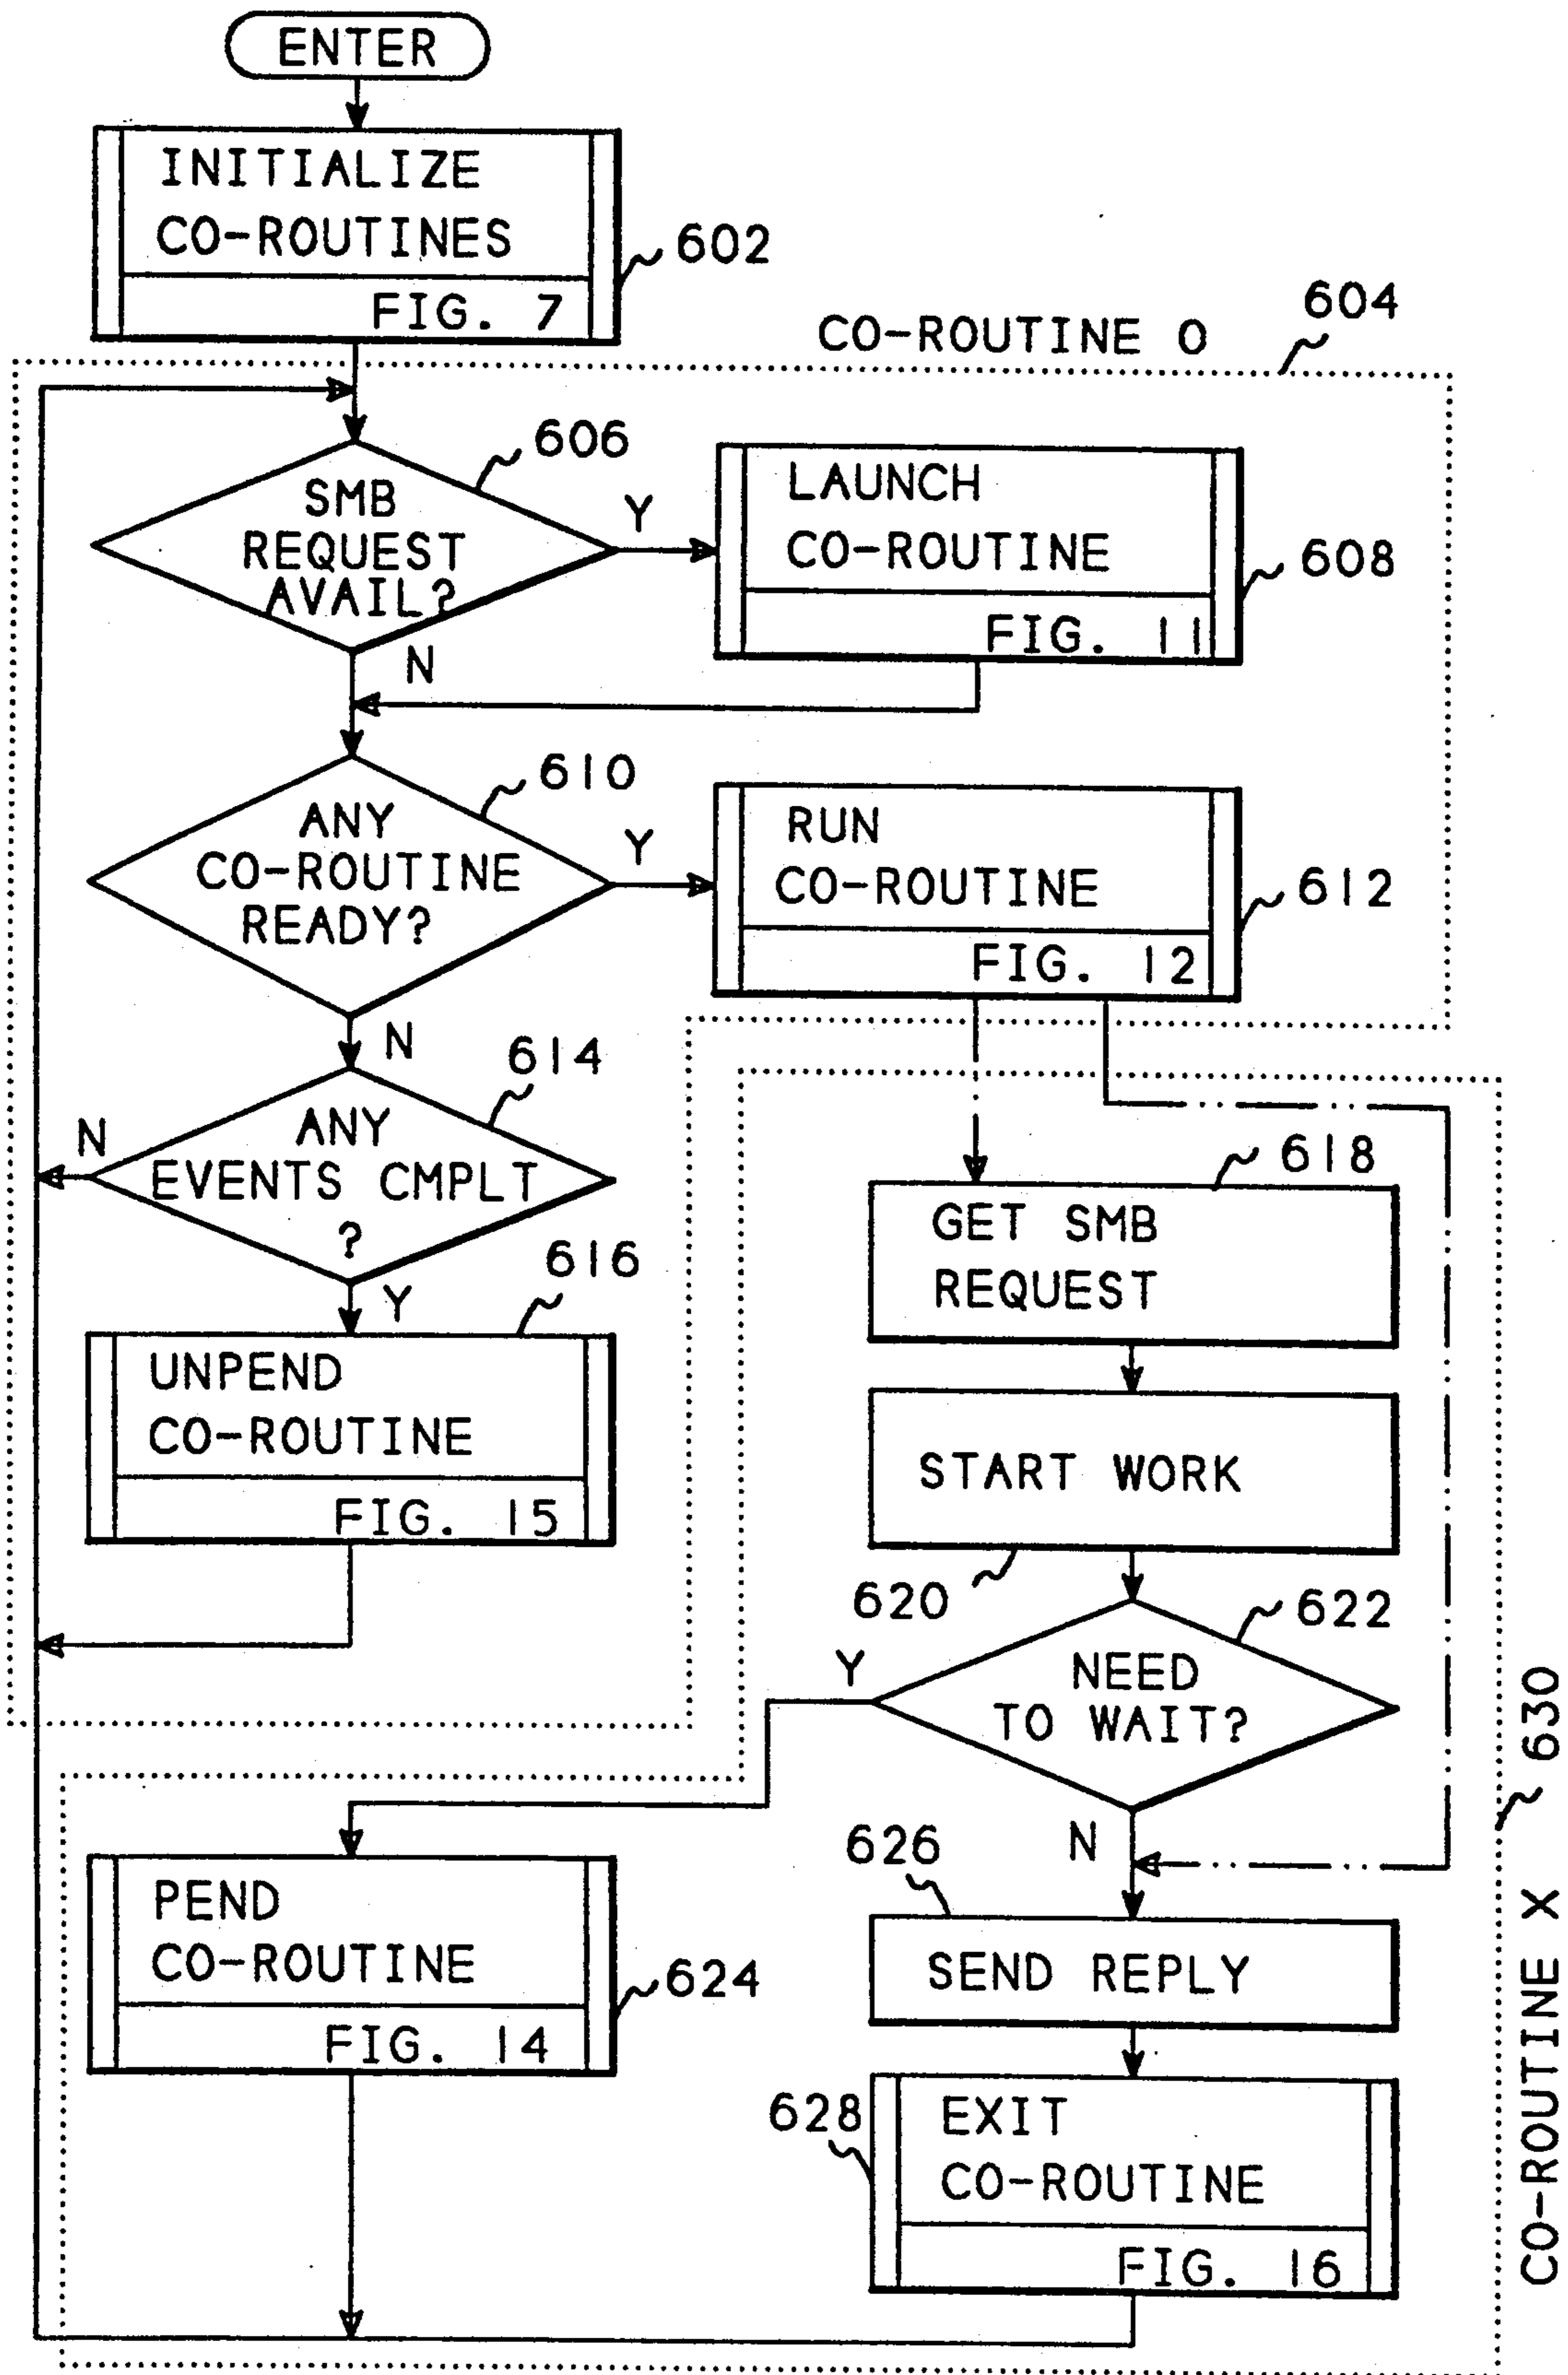 ENTER
INITIALIZE
CO-ROUTINES
FIG. 7
602
CO-ROUTINE 0
604
SMB
REQUEST
AVAIL?
606
Y
N
LAUNCH
CO-ROUTINE
FIG. 11
608
ANY
CO-ROUTINE
READY?
610
Y
N
RUN
CO-ROUTINE
FIG. 12
612
ANY
EVENTS CMPLT
?
614
N
Y
UNPEND
CO-ROUTINE
FIG. 15
616
GET SMB
REQUEST
618
START WORK
620
NEED
TO WAIT?
622
Y
N
PEND
CO-ROUTINE
FIG. 14
624
626
SEND REPLY
628
EXIT
CO-ROUTINE
FIG. 16
CO-ROUTINE X
630